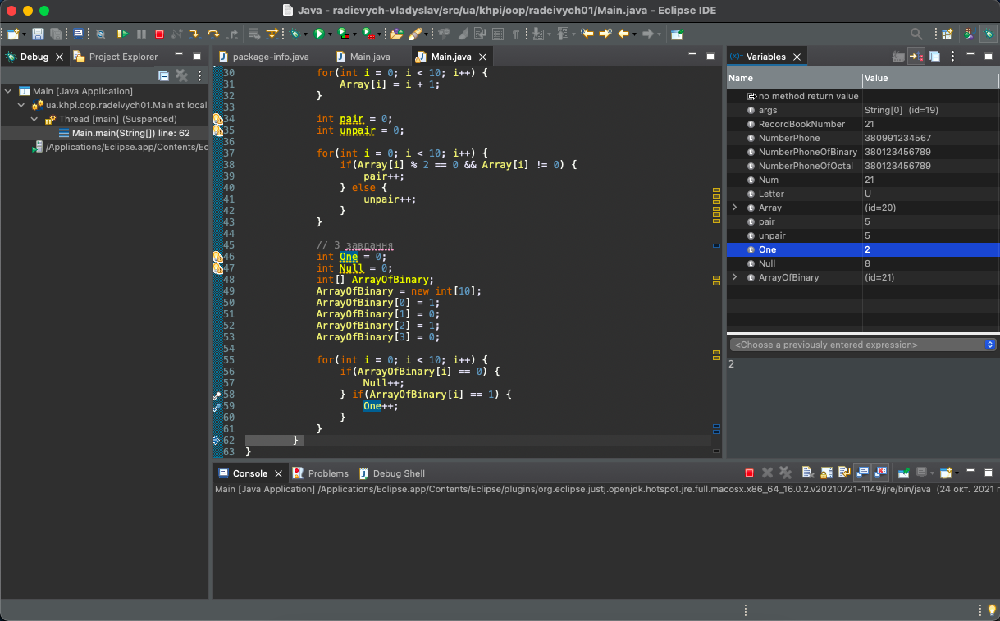 Java - radievych-vladyslav/src/ua/khpi/oop/radeivych01/Main.java - Eclipse IDE
Debug
Project Explorer
Main [Java Application]
ua.khpi.oop.radeivych01.Main at locall
Thread [main] (Suspended)
Main.main(String[]) line: 62
/Applications/Eclipse.app/Contents/Ec
package-info.java
Main.java
Main.java
30 for(int i = 0; i < 10; i++) {
31 Array[i] = i + 1;
32 }
33
34 int pair = 0;
35 int unpair = 0;
36
37 for(int i = 0; i < 10; i++) {
38 if(Array[i] % 2 == 0 && Array[i] != 0) {
39 pair++;
40 } else {
41 unpair++;
42 }
43 }
44
45 // 3 завдання
46 int One = 0;
47 int Null = 0;
48 int[] ArrayOfBinary;
49 ArrayOfBinary = new int[10];
50 ArrayOfBinary[0] = 1;
51 ArrayOfBinary[1] = 0;
52 ArrayOfBinary[2] = 1;
53 ArrayOfBinary[3] = 0;
54
55 for(int i = 0; i < 10; i++) {
56 if(ArrayOfBinary[i] == 0) {
57 Null++;
58 } if(ArrayOfBinary[i] == 1) {
59 One++;
60 }
61 }
62 }
63 }
(x)= Variables
Name Value
no method return value
args String[0] (id=19)
RecordBookNumber 21
NumberPhone 380991234567
NumberPhoneOfBinary 380123456789
NumberPhoneOfOctal 380123456789
Num 21
Letter U
Array (id=20)
pair 5
unpair 5
One 2
Null 8
ArrayOfBinary (id=21)
<Choose a previously entered expression>
2
Console
Problems
Debug Shell
Main [Java Application] /Applications/Eclipse.app/Contents/Eclipse/plugins/org.eclipse.justj.openjdk.hotspot.jre.full.macosx.x86_64_16.0.2.v20210721-1149/jre/bin/java (24 окт. 2021 г